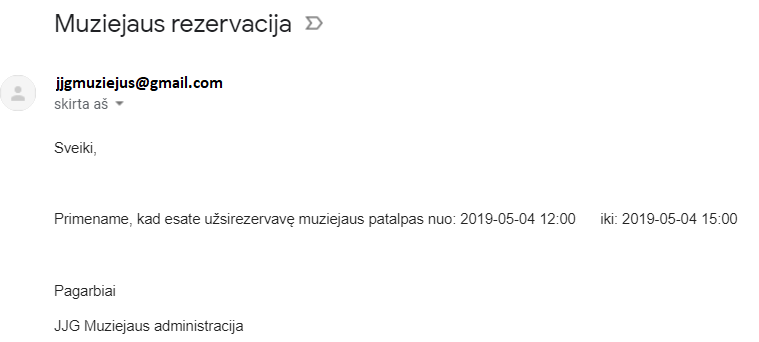 Muziejaus rezervacija
jjgmuziejus@gmail.com
skirta aš
Sveiki,
Primename, kad esate užsirezervavę muziejaus patalpas nuo: 2019-05-04 12:00 iki: 2019-05-04 15:00
Pagarbiai
JJG Muziejaus administracija